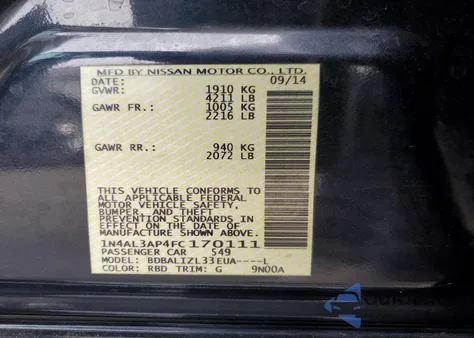 MFD BY NISSAN MOTOR CO., LTD.
DATE: 09/14
GVWR: 1910 KG
4211 LB
GAWR FR.: 1005 KG
2216 LB
GAWR RR.: 940 KG
2072 LB
THIS VEHICLE CONFORMS TO
ALL APPLICABLE FEDERAL
MOTOR VEHICLE SAFETY,
BUMPER, AND THEFT
PREVENTION STANDARDS IN
EFFECT ON THE DATE OF
MANUFACTURE SHOWN ABOVE.
1N4AL3AP4FC170111
PASSENGER CAR 549
MODEL: BDBALIZL33EUA----L
COLOR: RBD TRIM: G 9N00A